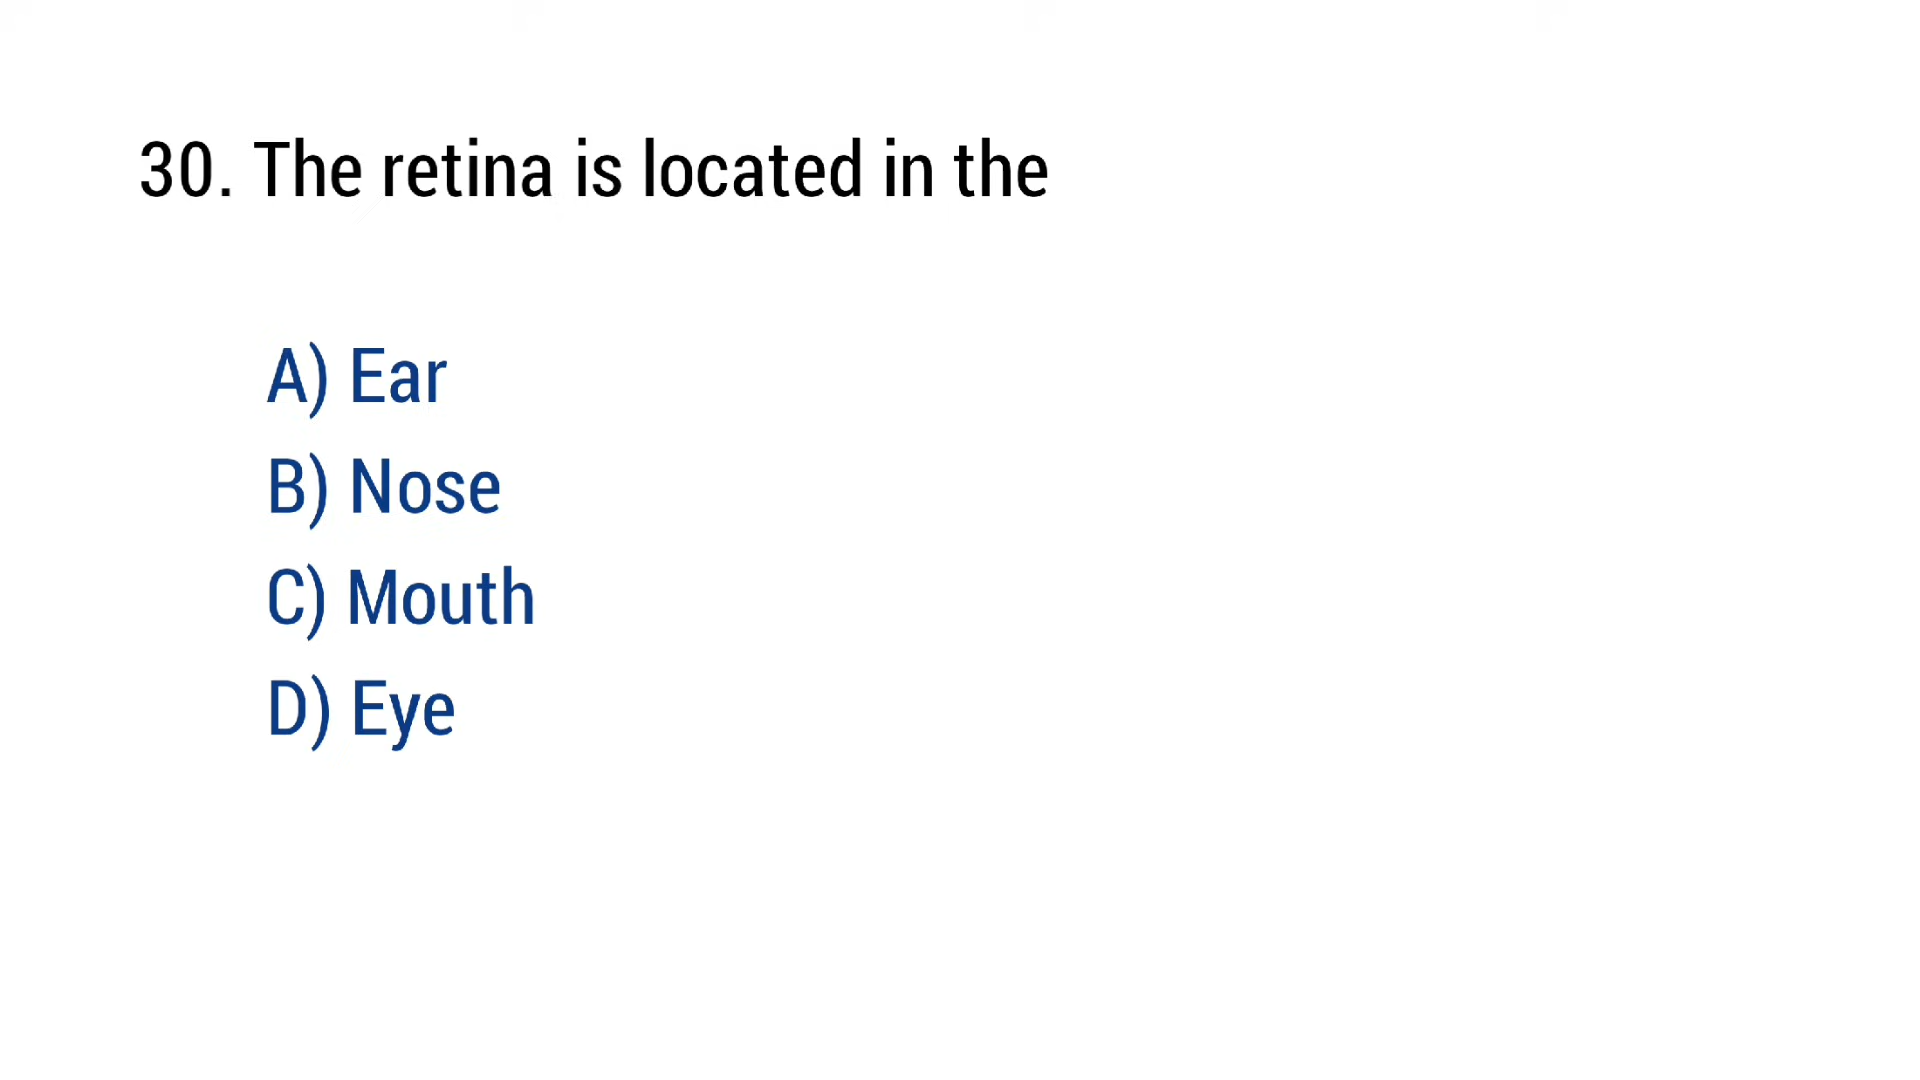 30. The retina is located in the
A) Ear
B) Nose
C) Mouth
D) Eye